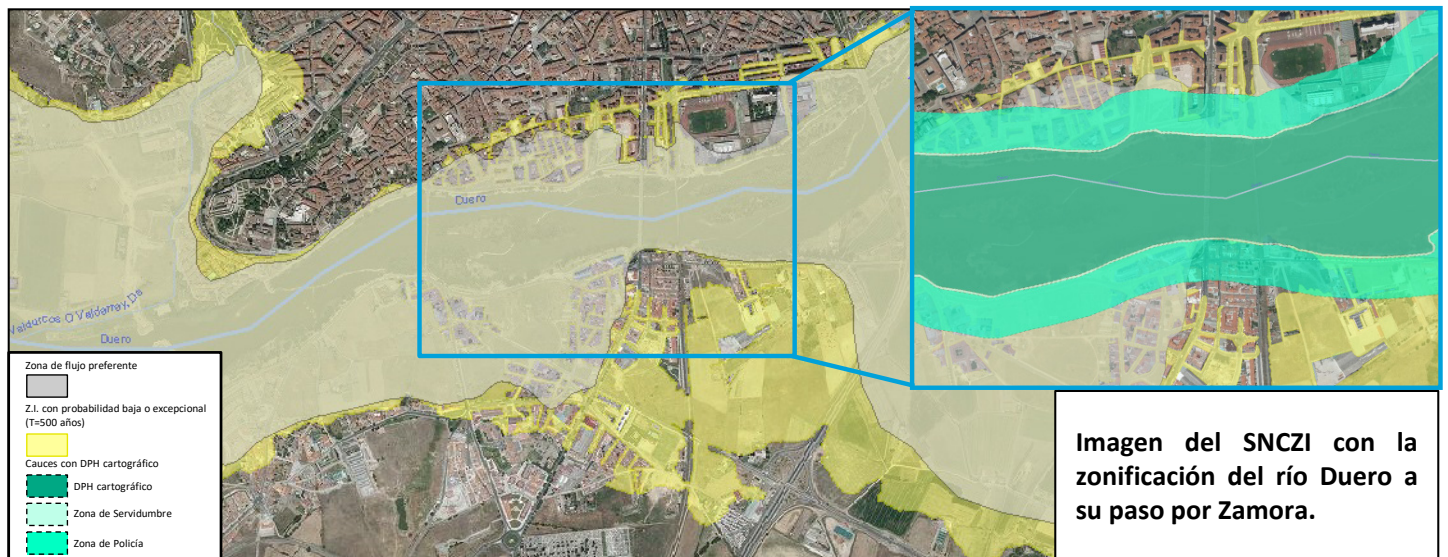 Duero
Valdurcos O Valdarray, De
Duero
Zona de flujo preferente
Z.I. con probabilidad baja o excepcional
(T=500 años)
Cauces con DPH cartográfico
DPH cartográfico
Zona de Servidumbre
Zona de Policía
Imagen del SNCZI con la
zonificación del río Duero a
su paso por Zamora.